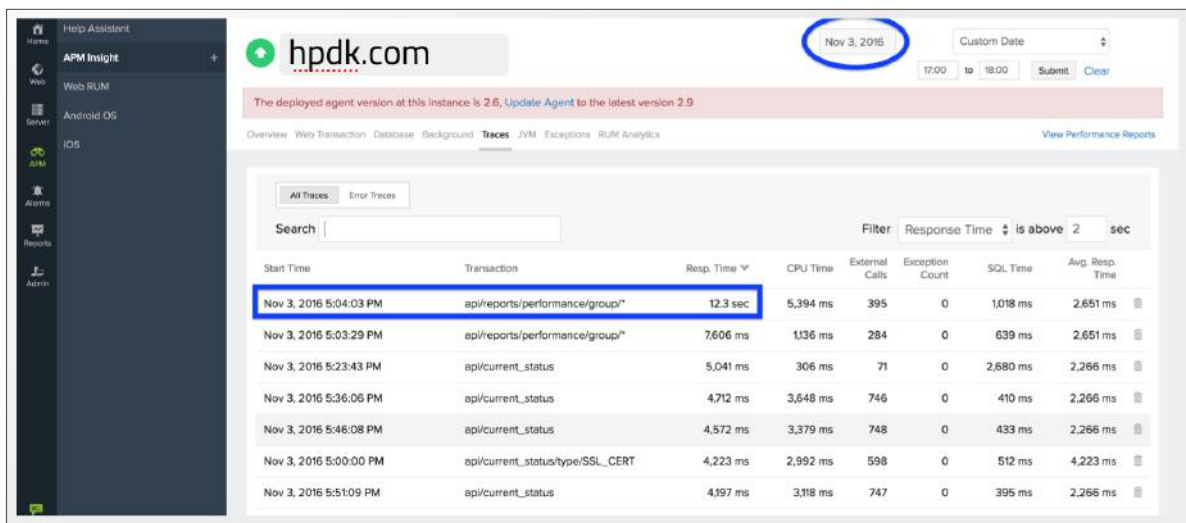 Home
Web
Server
APM
Alarms
Reports
Admin
Help Assistant
APM Insight +
Web RUM
Android OS
iOS
hpdk.com
Nov 3, 2016
Custom Date
17:00 to 18:00 Submit Clear
The deployed agent version at this instance is 2.6, Update Agent to the latest version 2.9
Overview Web Transaction Database Background Traces JVM Exceptions RUM Analytics View Performance Reports
All Traces Error Traces
Search Filter Response Time is above 2 sec
Start Time Transaction Resp. Time CPU Time External Calls Exception Count SQL Time Avg. Resp. Time
Nov 3, 2016 5:04:03 PM api/reports/performance/group/* 12.3 sec 5,394 ms 395 0 1,018 ms 2,651 ms
Nov 3, 2016 5:03:29 PM api/reports/performance/group/* 7,606 ms 1,136 ms 284 0 639 ms 2,651 ms
Nov 3, 2016 5:23:43 PM api/current_status 5,041 ms 306 ms 71 0 2,680 ms 2,266 ms
Nov 3, 2016 5:36:06 PM api/current_status 4,712 ms 3,648 ms 746 0 410 ms 2,266 ms
Nov 3, 2016 5:46:08 PM api/current_status 4,572 ms 3,379 ms 748 0 433 ms 2,266 ms
Nov 3, 2016 5:00:00 PM api/current_status/type/SSL_CERT 4,223 ms 2,992 ms 598 0 512 ms 4,223 ms
Nov 3, 2016 5:51:09 PM api/current_status 4,197 ms 3,118 ms 747 0 395 ms 2,266 ms